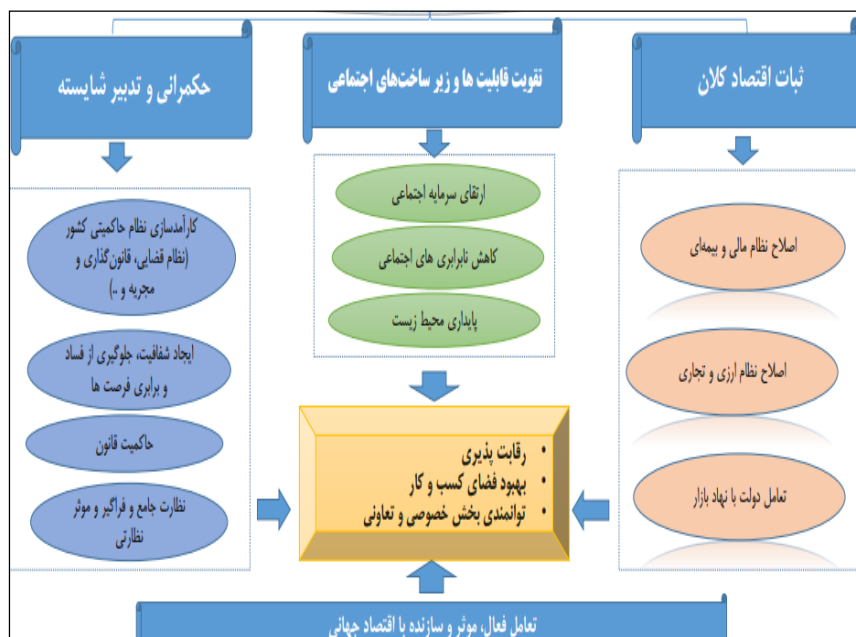 ثبات اقتصاد کلان
تقویت قابلیت ها و زیر ساخت‌های اجتماعی
حکمرانی و تدبیر شایسته
اصلاح نظام مالی و بیمه‌ای
اصلاح نظام ارزی و تجاری
تعامل دولت با نهاد بازار
ارتقای سرمایه اجتماعی
کاهش نابرابری های اجتماعی
پایداری محیط زیست
کارآمدسازی نظام حاکمیتی کشور
(نظام قضایی، قانون‌گذاری و
مجریه و ..)
ایجاد شفافیت، جلوگیری از فساد
و برابری فرصت ها
حاکمیت قانون
نظارت جامع و فراگیر و موثر
نظارتی
• رقابت پذیری
• بهبود فضای کسب و کار
• توانمندی بخش خصوصی و تعاونی
تعامل فعال، موثر و سازنده با اقتصاد جهانی